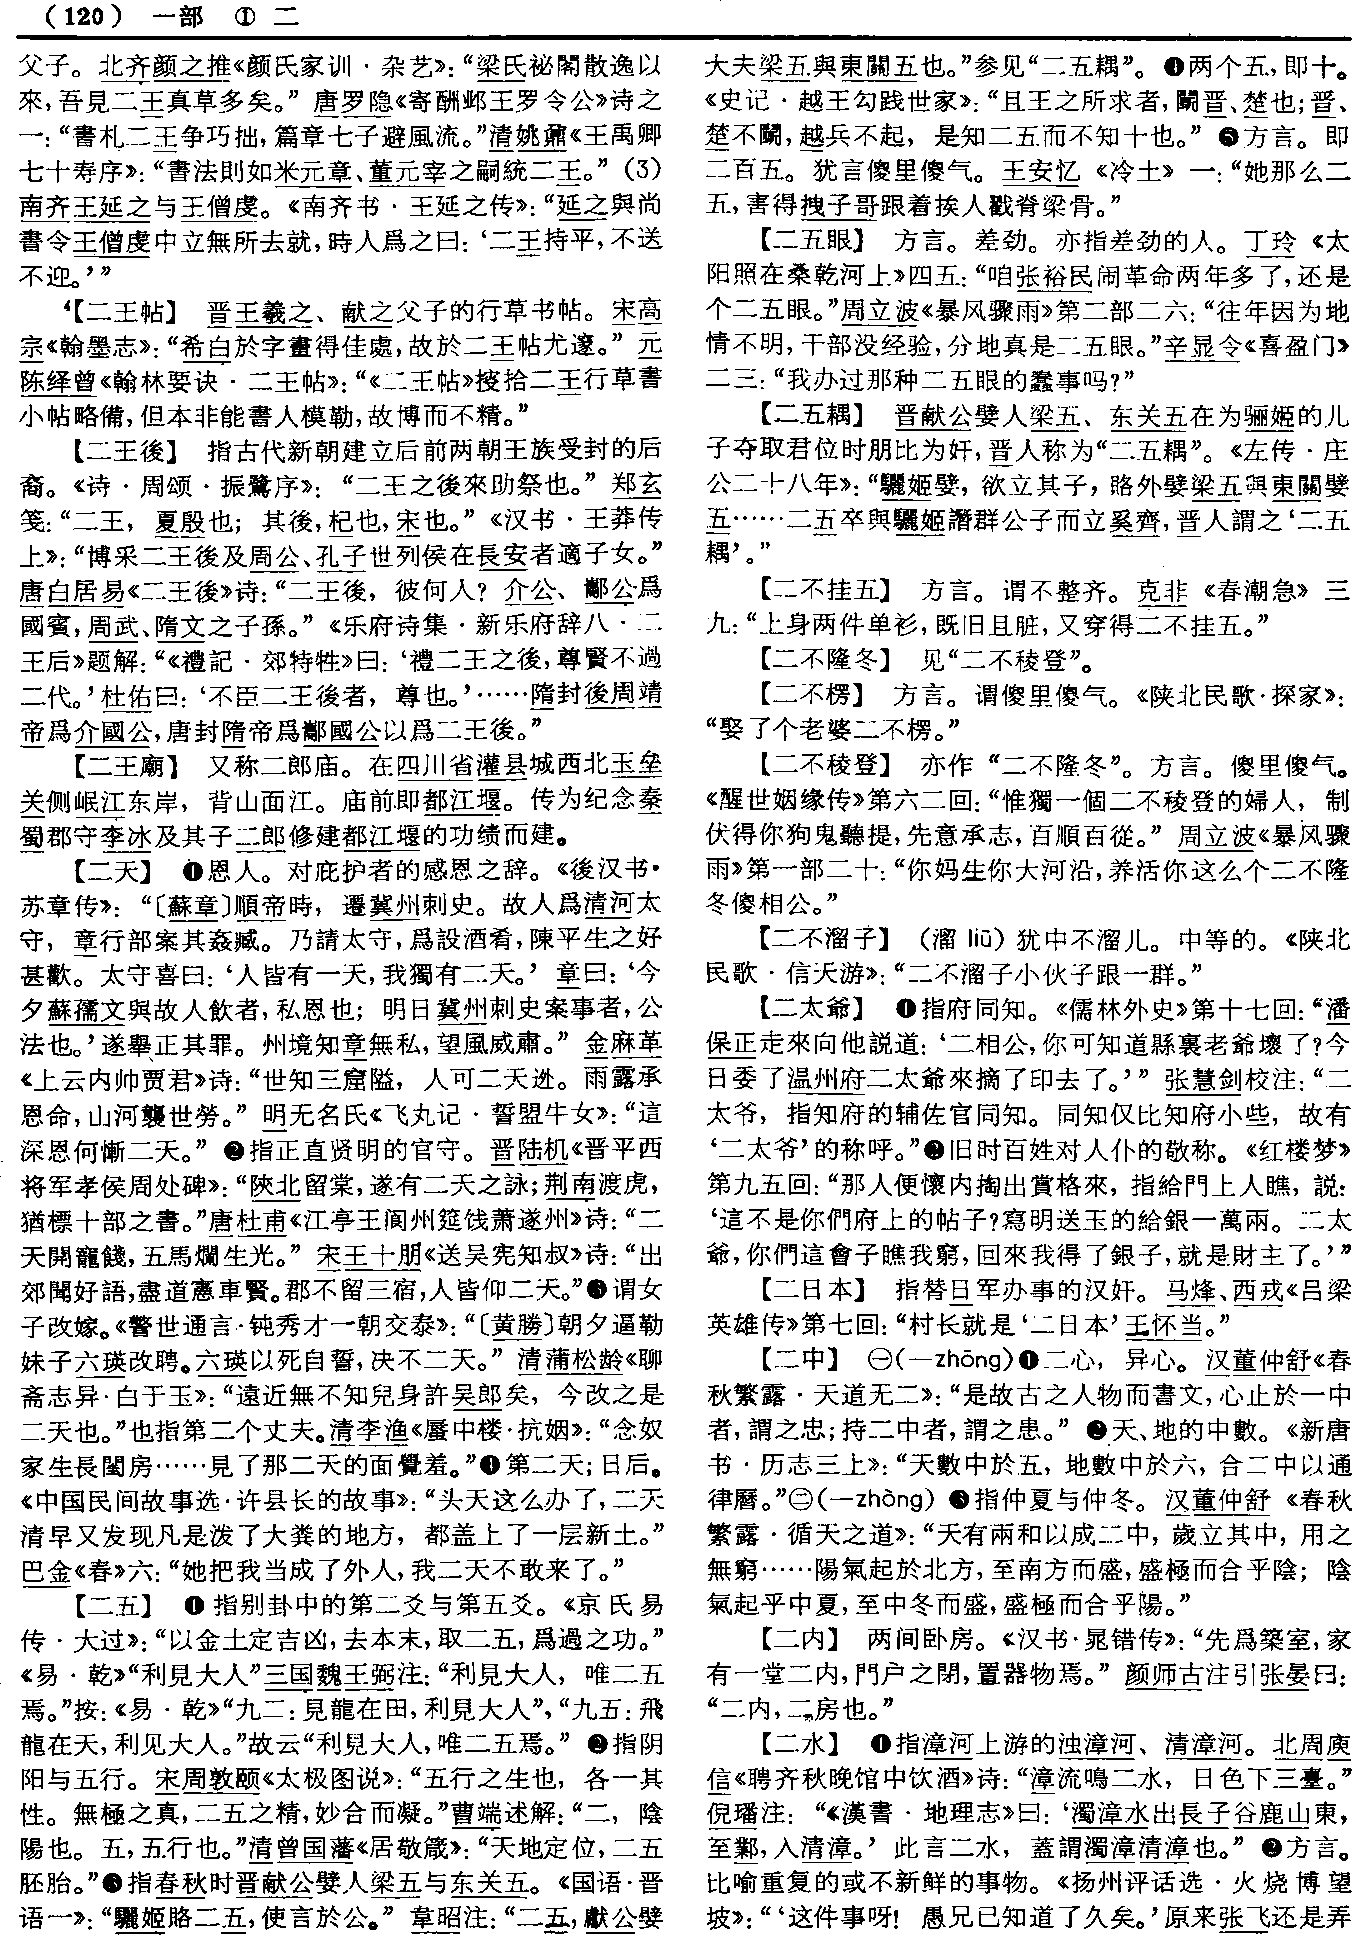 (120) 一部 ① 二
父子。北齐颜之推《颜氏家训·杂艺》：“梁氏祕閣散逸以
來，吾見二王真草多矣。”唐罗隐《寄酬邺王罗令公》诗之
一：“書札二王争巧拙，篇章七子避風流。”清姚鼐《王禹卿
七十寿序》：“書法則如米元章、董元宰之嗣統二王。”(3)
南齐王延之与王僧虔。《南齐书·王延之传》：“延之與尚
書令王僧虔中立無所去就，時人爲之曰：‘二王持平，不送
不迎。’”
【二王帖】 晋王羲之、献之父子的行草书帖。宋高
宗《翰墨志》：“希白於字畫得佳處，故於二王帖尤邃。”元
陈绎曾《翰林要诀·二王帖》：“《二王帖》按拾二王行草書
小帖略備，但本非能書人模勒，故博而不精。”
【二王後】 指古代新朝建立后前两朝王族受封的后
裔。《诗·周颂·振鷺序》：“二王之後來助祭也。”郑玄
笺：“二王，夏殷也；其後，杞也，宋也。”《汉书·王莽传
上》：“博采二王後及周公、孔子世列侯在長安者適子女。”
唐白居易《二王後》诗：“二王後，彼何人？介公、酅公爲
國賓，周武、隋文之子孫。”《乐府诗集·新乐府辞八·二
王后》题解：“《禮記·郊特牲》曰：‘禮二王之後，尊賢不過
二代。’杜佑曰：‘不臣二王後者，尊也。’……隋封後周靖
帝爲介國公，唐封隋帝爲酅國公以爲二王後。”
【二王廟】 又称二郎庙。在四川省灌县城西北玉垒
关侧岷江东岸，背山面江。庙前即都江堰。传为纪念秦
蜀郡守李冰及其子二郎修建都江堰的功绩而建。
【二天】 ❶恩人。对庇护者的感恩之辞。《後汉书·
苏章传》：“〔蘇章〕順帝時，遷冀州刺史。故人爲清河太
守，章行部案其姦臧。乃請太守，爲設酒肴，陳平生之好
甚歡。太守喜曰：‘人皆有一天，我獨有二天。’章曰：‘今
夕蘇孺文與故人飲者，私恩也；明日冀州刺史案事者，公
法也。’遂舉正其罪。州境知章無私，望風威肅。”金麻革
《上云内帅贾君》诗：“世知三窟隘，人可二天迯。雨露承
恩命，山河襲世勞。”明无名氏《飞丸记·誓盟牛女》：“這
深恩何慚二天。”❷指正直贤明的官守。晋陆机《晋平西
将军孝侯周处碑》：“陝北留棠，遂有二天之詠；荆南渡虎，
猶標十部之書。”唐杜甫《江亭王阆州筵饯萧遂州》诗：“二
天開寵餞，五馬爛生光。”宋王十朋《送吴宪知叔》诗：“出
郊聞好語，盡道憲車賢。郡不留三宿，人皆仰二天。”❸谓女
子改嫁。《警世通言·钝秀才一朝交泰》：“〔黄勝〕朝夕逼勒
妹子六瑛改聘。六瑛以死自誓，决不二天。”清蒲松龄《聊
斋志异·白于玉》：“遠近無不知兒身許吴郎矣，今改之是
二天也。”也指第二个丈夫。清李渔《蜃中楼·抗姻》：“念奴
家生長閨房……見了那二天的面覺羞。”❹第二天；日后。
《中国民间故事选·许县长的故事》：“头天这么办了，二天
清早又发现凡是泼了大粪的地方，都盖上了一层新土。”
巴金《春》六：“她把我当成了外人，我二天不敢来了。”
【二五】 ❶指别卦中的第二爻与第五爻。《京氏易
传·大过》：“以金土定吉凶，去本末，取二五，爲過之功。”
《易·乾》“利見大人”三国魏王弼注：“利見大人，唯二五
焉。”按：《易·乾》“九二：見龍在田，利見大人”，“九五：飛
龍在天，利见大人。”故云“利見大人，唯二五焉。”❷指阴
阳与五行。宋周敦颐《太极图说》：“五行之生也，各一其
性。無極之真，二五之精，妙合而凝。”曹端述解：“二，陰
陽也。五，五行也。”清曾国藩《居敬箴》：“天地定位，二五
胚胎。”❸指春秋时晋献公嬖人梁五与东关五。《国语·晋
语一》：“驪姬賂二五，使言於公。”韋昭注：“二五，獻公嬖
大夫梁五與東關五也。”参见“二五耦”。❹两个五，即十。
《史记·越王勾践世家》：“且王之所求者，鬭晋、楚也；晋、
楚不鬭，越兵不起，是知二五而不知十也。”❺方言。即
二百五。犹言傻里傻气。王安忆《冷土》一：“她那么二
五，害得拽子哥跟着挨人戳脊梁骨。”
【二五眼】 方言。差劲。亦指差劲的人。丁玲《太
阳照在桑乾河上》四五：“咱张裕民闹革命两年多了，还是
个二五眼。”周立波《暴风骤雨》第二部二六：“往年因为地
情不明，干部没经验，分地真是二五眼。”辛显令《喜盈门》
二三：“我办过那种二五眼的蠢事吗？”
【二五耦】 晋献公嬖人梁五、东关五在为骊姬的儿
子夺取君位时朋比为奸，晋人称为“二五耦”。《左传·庄
公二十八年》：“驪姬嬖，欲立其子，賂外嬖梁五與東關嬖
五……二五卒與驪姬譖群公子而立奚齊，晋人謂之‘二五
耦’。”
【二不挂五】 方言。谓不整齐。克非《春潮急》三
九：“上身两件单衫，既旧且脏，又穿得二不挂五。”
【二不隆冬】 见“二不稜登”。
【二不楞】 方言。谓傻里傻气。《陕北民歌·探家》：
“娶了个老婆二不楞。”
【二不稜登】 亦作“二不隆冬”。方言。傻里傻气。
《醒世姻缘传》第六二回：“惟獨一個二不稜登的婦人，制
伏得你狗鬼聽提，先意承志，百順百從。”周立波《暴风骤
雨》第一部二十：“你妈生你大河沿，养活你这么个二不隆
冬傻相公。”
【二不溜子】 (溜 liū)犹中不溜儿。中等的。《陕北
民歌·信天游》：“二不溜子小伙子跟一群。”
【二太爺】 ❶指府同知。《儒林外史》第十七回：“潘
保正走來向他説道：‘二相公，你可知道縣裏老爺壞了？今
日委了温州府二太爺來摘了印去了。’”张慧剑校注：“二
太爷，指知府的辅佐官同知。同知仅比知府小些，故有
‘二太爷’的称呼。”❷旧时百姓对人仆的敬称。《红楼梦》
第九五回：“那人便懷内掏出賞格來，指給門上人瞧，説：
‘這不是你們府上的帖子？寫明送玉的給銀一萬兩。二太
爺，你們這會子瞧我窮，回來我得了銀子，就是財主了。’”
【二日本】 指替日军办事的汉奸。马烽、西戎《吕梁
英雄传》第七回：“村长就是‘二日本’王怀当。”
【二中】 ㊀(—zhōng)❶二心，异心。汉董仲舒《春
秋繁露·天道无二》：“是故古之人物而書文，心止於一中
者，謂之忠；持二中者，謂之患。”❷天、地的中數。《新唐
书·历志三上》：“天數中於五，地數中於六，合二中以通
律曆。”㊁(—zhòng) ❸指仲夏与仲冬。汉董仲舒《春秋
繁露·循天之道》：“天有兩和以成二中，歲立其中，用之
無窮……陽氣起於北方，至南方而盛，盛極而合乎陰；陰
氣起乎中夏，至中冬而盛，盛極而合乎陽。”
【二内】 两间卧房。《汉书·晁错传》：“先爲築室，家
有一堂二内，門户之閉，置器物焉。”颜师古注引张晏曰：
“二内，二房也。”
【二水】 ❶指漳河上游的浊漳河、清漳河。北周庾
信《聘齐秋晚馆中饮酒》诗：“漳流鳴二水，日色下三臺。”
倪璠注：“《漢書·地理志》曰：‘濁漳水出長子谷鹿山東，
至鄴，入清漳。’此言二水，蓋謂濁漳清漳也。”❷方言。
比喻重复的或不新鲜的事物。《扬州评话选·火烧博望
坡》：“‘这件事呀！愚兄已知道了久矣。’原来张飞还是弄